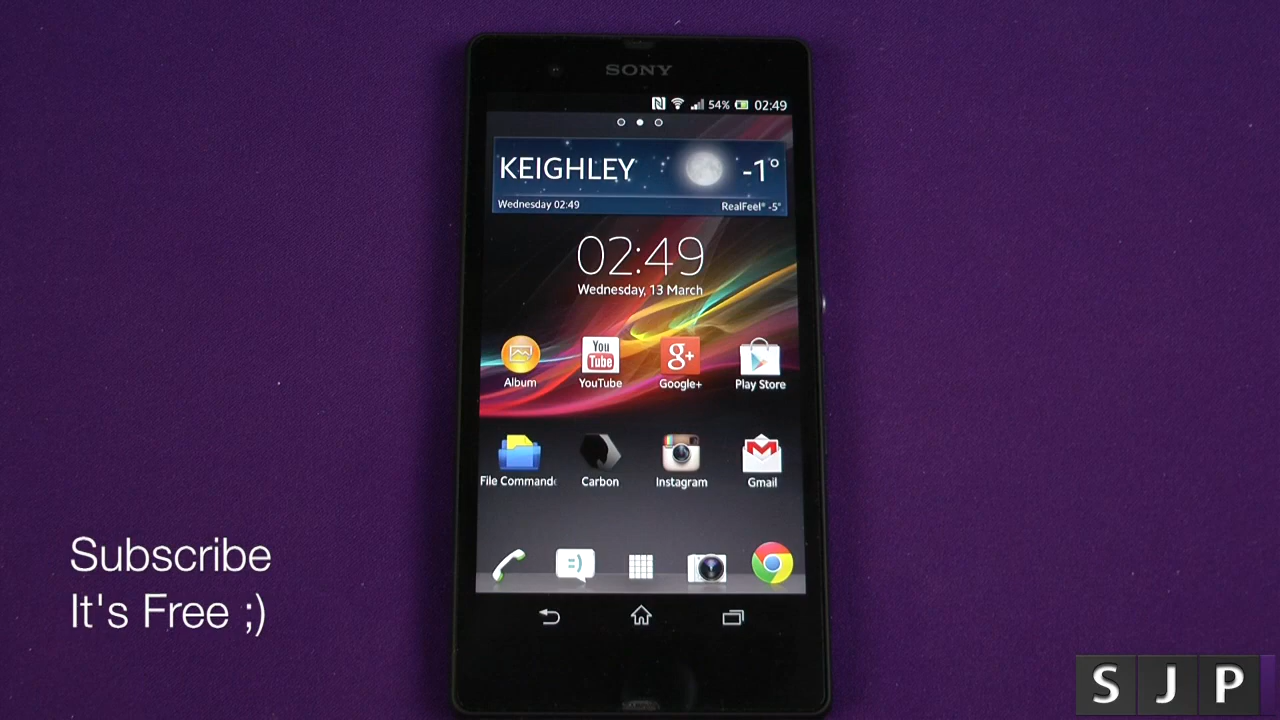 SONY
54% 02:49
KEIGHLEY -1°
Wednesday 02:49 RealFeel® -5°
02:49
Wednesday, 13 March
You
Tube
g+
Album YouTube Google+ Play Store
File Command
Carbon Instagram Gmail
=)
Subscribe
It's Free ;)
S J P